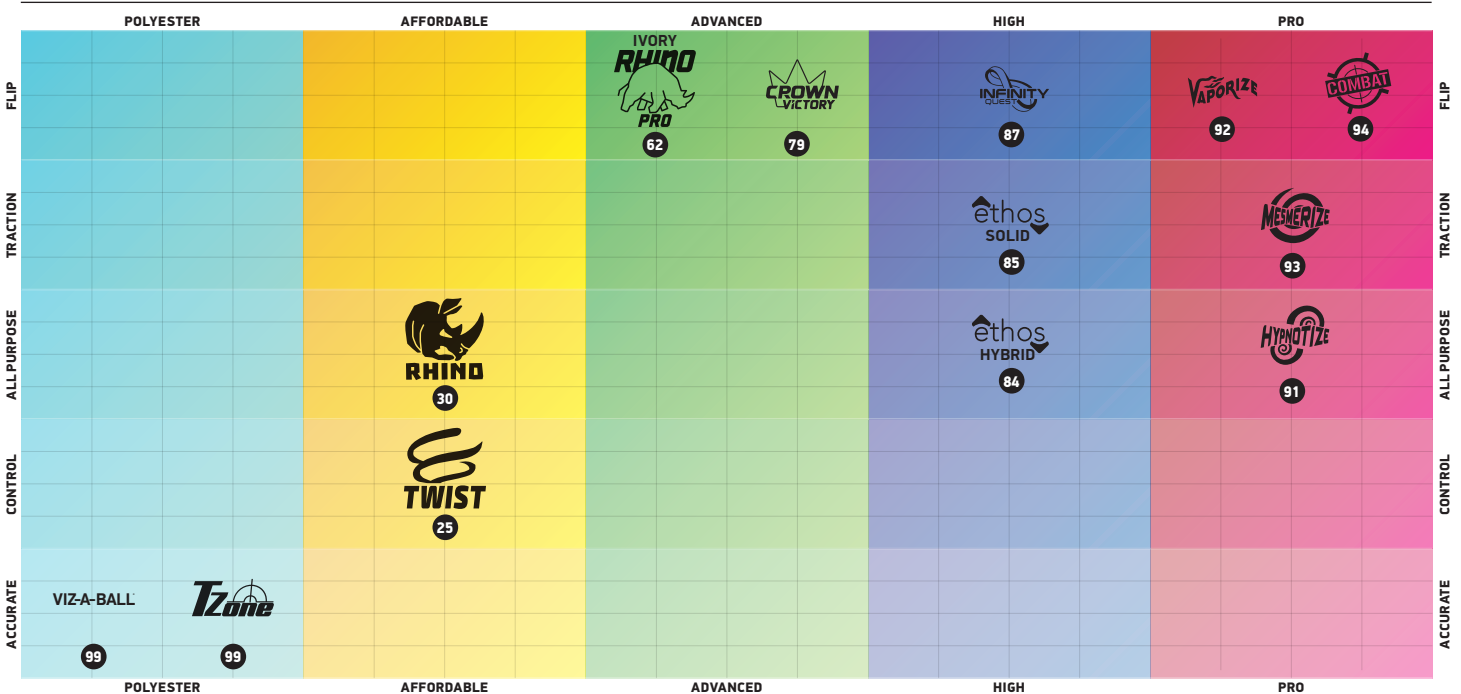 POLYESTER AFFORDABLE ADVANCED HIGH PRO
FLIP
IVORY
RHINO
PRO
62
CROWN
VICTORY
79
INFINITY
QUEST
87
VAPORIZE
92
COMBAT
94
FLIP
TRACTION
ethos
SOLID
85
MESMERIZE
93
TRACTION
ALL PURPOSE
RHINO
30
ethos
HYBRID
84
HYPNOTIZE
91
ALL PURPOSE
CONTROL
TWIST
25
CONTROL
ACCURATE
VIZ-A-BALL
99
TZone
99
ACCURATE
POLYESTER AFFORDABLE ADVANCED HIGH PRO